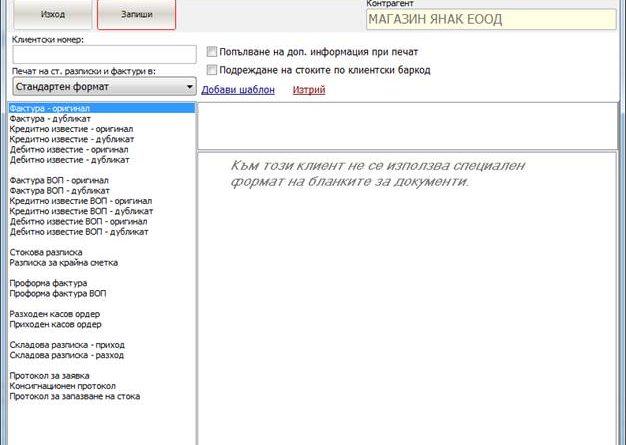 Контрагент
Изход
Запиши
МАГАЗИН ЯНАК ЕООД
Клиентски номер:
Попълване на доп. информация при печат
Печат на ст. разписки и фактури в:
Подреждане на стоките по клиентски баркод
Стандартен формат
Добави шаблон
Изтрий
Фактура - оригинал
Фактура - дубликат
Кредитно известие - оригинал
Кредитно известие - дубликат
Дебитно известие - оригинал
Дебитно известие - дубликат
Фактура ВОП - оригинал
Фактура ВОП - дубликат
Кредитно известие ВОП - оригинал
Кредитно известие ВОП - дубликат
Дебитно известие ВОП - оригинал
Дебитно известие ВОП - дубликат
Стокова разписка
Разписка за крайна сметка
Проформа фактура
Проформа фактура ВОП
Разходен касов ордер
Приходен касов ордер
Складова разписка - приход
Складова разписка - разход
Протокол за заявка
Консигнационен протокол
Протокол за запазване на стока
Към този клиент не се използва специален
формат на бланките за документи.